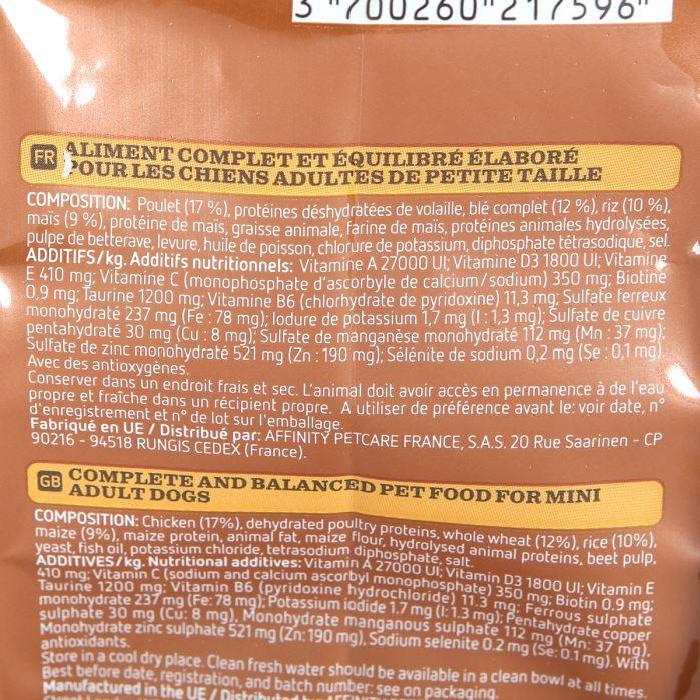 3 "700260"217596"
FR ALIMENT COMPLET ET ÉQUILIBRÉ ÉLABORÉ
POUR LES CHIENS ADULTES DE PETITE TAILLE
COMPOSITION: Poulet (17 %), protéines déshydratées de volaille, blé complet (12 %), riz (10 %),
maïs (9 %), protéine de maïs, graisse animale, farine de maïs, protéines animales hydrolysées,
pulpe de betterave, levure, huile de poisson, chlorure de potassium, diphosphate tétrasodique, sel.
ADDITIFS/kg. Additifs nutritionnels: Vitamine A 27000 UI; Vitamine D3 1800 UI; Vitamine
E 410 mg; Vitamine C (monophosphate d'ascorbyle de calcium/sodium) 350 mg; Biotine
0,9 mg; Taurine 1200 mg; Vitamine B6 (chlorhydrate de pyridoxine) 11,3 mg; Sulfate ferreux
monohydraté 237 mg (Fe : 78 mg); Iodure de potassium 1,7 mg (I : 1,3 mg); Sulfate de cuivre
pentahydraté 30 mg (Cu : 8 mg); Sulfate de manganèse monohydraté 112 mg (Mn : 37 mg);
Sulfate de zinc monohydraté 521 mg (Zn : 190 mg); Sélénite de sodium 0,2 mg (Se : 0,1 mg).
Avec des antioxygènes.
Conserver dans un endroit frais et sec. L'animal doit avoir accès en permanence à de l'eau
propre et fraîche dans un récipient propre. A utiliser de préférence avant le: voir date, n°
d'enregistrement et n° de lot sur l'emballage.
Fabriqué en UE / Distribué par: AFFINITY PETCARE FRANCE, S.A.S. 20 Rue Saarinen - CP
90216 - 94518 RUNGIS CEDEX (France).
GB COMPLETE AND BALANCED PET FOOD FOR MINI
ADULT DOGS
COMPOSITION: Chicken (17%), dehydrated poultry proteins, whole wheat (12%), rice (10%),
maize (9%), maize protein, animal fat, maize flour, hydrolysed animal proteins, beet pulp,
yeast, fish oil, potassium chloride, tetrasodium diphosphate, salt.
ADDITIVES/kg. Nutritional additives: Vitamin A 27000 UI; Vitamin D3 1800 UI; Vitamin E
410 mg; Vitamin C (sodium and calcium ascorbyl monophosphate) 350 mg; Biotin 0.9 mg;
Taurine 1200 mg; Vitamin B6 (pyridoxine hydrochloride) 11.3 mg; Ferrous sulphate
monohydrate 237 mg (Fe: 78 mg); Potassium iodide 1.7 mg (I: 1.3 mg); Pentahydrate copper
sulphate 30 mg (Cu: 8 mg), Monohydrate manganous sulphate 112 mg (Mn: 37 mg),
Monohydrate zinc sulphate 521 mg (Zn: 190 mg), Sodium selenite 0.2 mg (Se: 0.1 mg). With
antioxidants.
Store in a cool dry place. Clean fresh water should be available in a clean bowl at all times.
Best before date, registration, and batch number: see on packaging.
Manufactured in the UE / Distributed by: